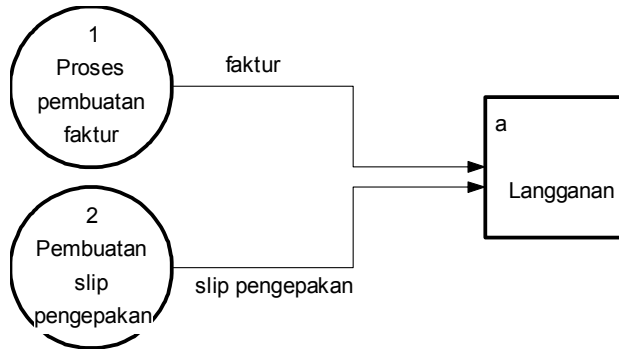 1
Proses
pembuatan
faktur
faktur
a
Langganan
2
Pembuatan
slip
pengepakan
slip pengepakan